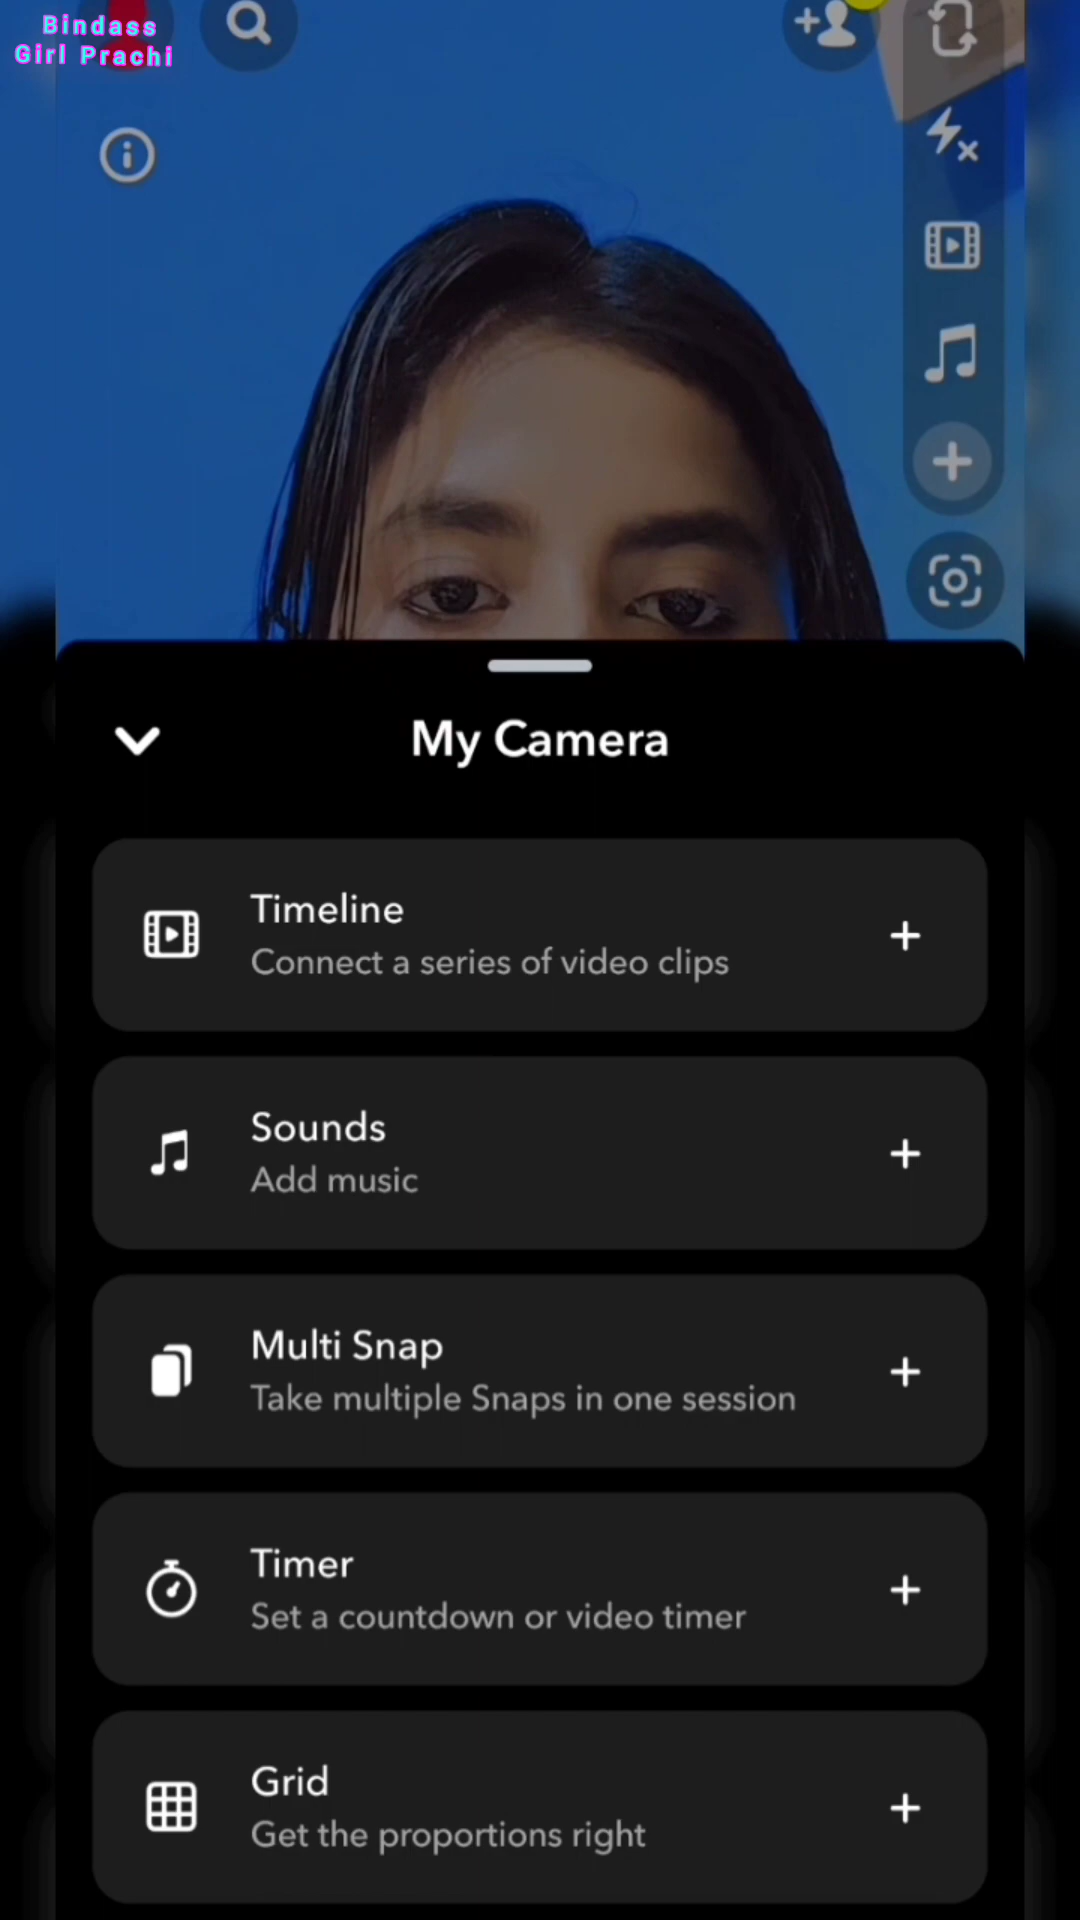 Bindass
Girl Prachi
My Camera
Timeline
Connect a series of video clips
Sounds
Add music
Multi Snap
Take multiple Snaps in one session
Timer
Set a countdown or video timer
Grid
Get the proportions right